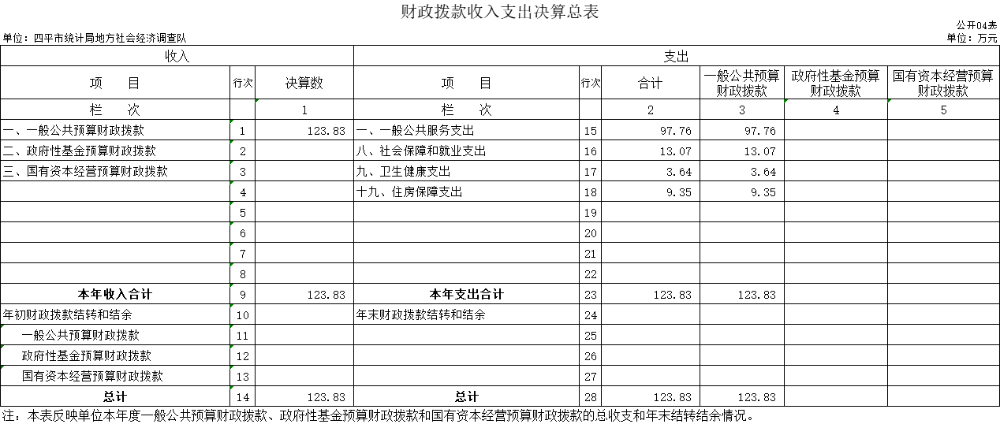 财政拨款收入支出决算总表
公开04表
单位：四平市统计局地方社会经济调查队 单位：万元
收入 支出
项 目 行次 决算数 项 目 行次 合计 一般公共预算财政拨款 政府性基金预算财政拨款 国有资本经营预算财政拨款
栏 次 1 栏 次 2 3 4 5
一、一般公共预算财政拨款 1 123.83 一、一般公共服务支出 15 97.76 97.76
二、政府性基金预算财政拨款 2 八、社会保障和就业支出 16 13.07 13.07
三、国有资本经营预算财政拨款 3 九、卫生健康支出 17 3.64 3.64
4 十九、住房保障支出 18 9.35 9.35
5 19
6 20
7 21
8 22
本年收入合计 9 123.83 本年支出合计 23 123.83 123.83
年初财政拨款结转和结余 10 年末财政拨款结转和结余 24
一般公共预算财政拨款 11 25
政府性基金预算财政拨款 12 26
国有资本经营预算财政拨款 13 27
总计 14 123.83 总计 28 123.83 123.83
注：本表反映单位本年度一般公共预算财政拨款、政府性基金预算财政拨款和国有资本经营预算财政拨款的总收支和年末结转结余情况。